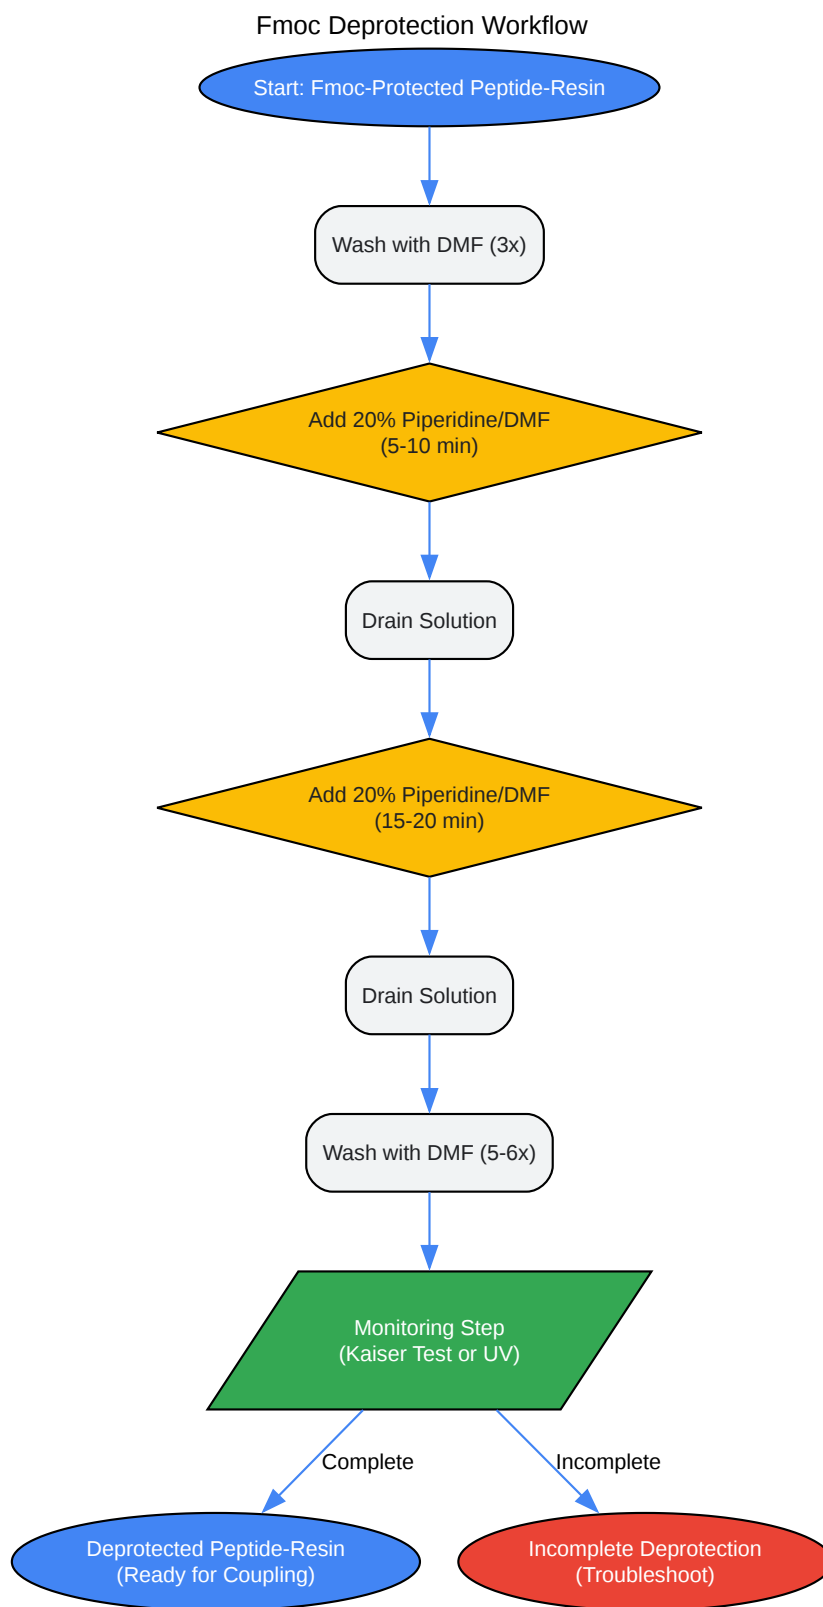 Fmoc Deprotection Workflow
Start: Fmoc-Protected Peptide-Resin
Wash with DMF (3x)
Add 20% Piperidine/DMF
(5-10 min)
Drain Solution
Add 20% Piperidine/DMF
(15-20 min)
Drain Solution
Wash with DMF (5-6x)
Monitoring Step
(Kaiser Test or UV)
Complete
Incomplete
Deprotected Peptide-Resin
(Ready for Coupling)
Incomplete Deprotection
(Troubleshoot)